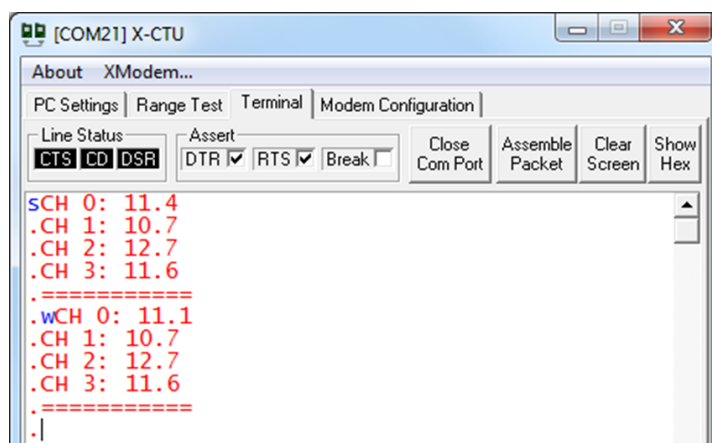 [COM21] X-CTU
About XModem...
PC Settings Range Test Terminal Modem Configuration
Line Status
CTS CD DSR
Assert
DTR RTS Break
Close Com Port
Assemble Packet
Clear Screen
Show Hex
sCH 0: 11.4
.CH 1: 10.7
.CH 2: 12.7
.CH 3: 11.6
.===========
.wCH 0: 11.1
.CH 1: 10.7
.CH 2: 12.7
.CH 3: 11.6
.===========
.